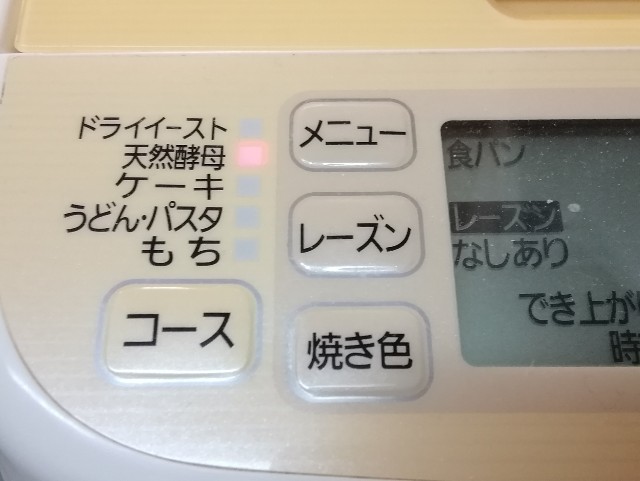 ドライイースト
天然酵母
ケーキ
うどん・パスタ
もち
コース
メニュー
レーズン
焼き色
食パン
レーズン
なしあり
でき上が
時